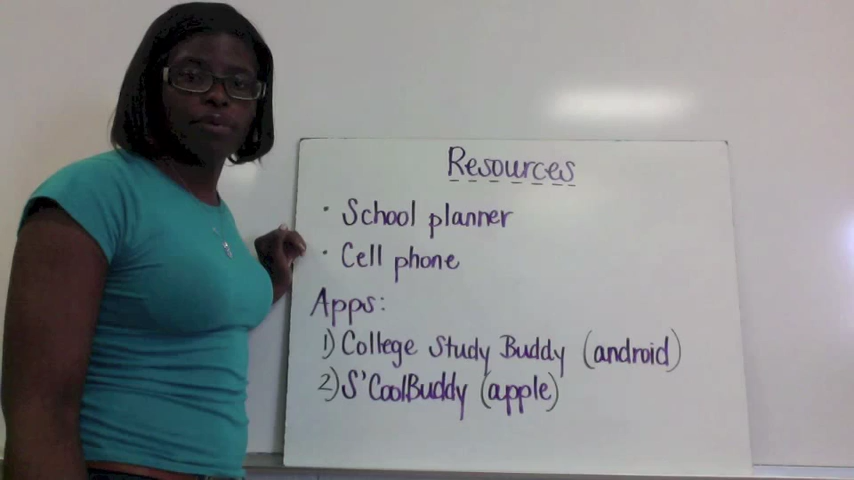 Resources
· School planner
· Cell phone
Apps:
1) College Study Buddy (android)
2) S'CoolBuddy (apple)